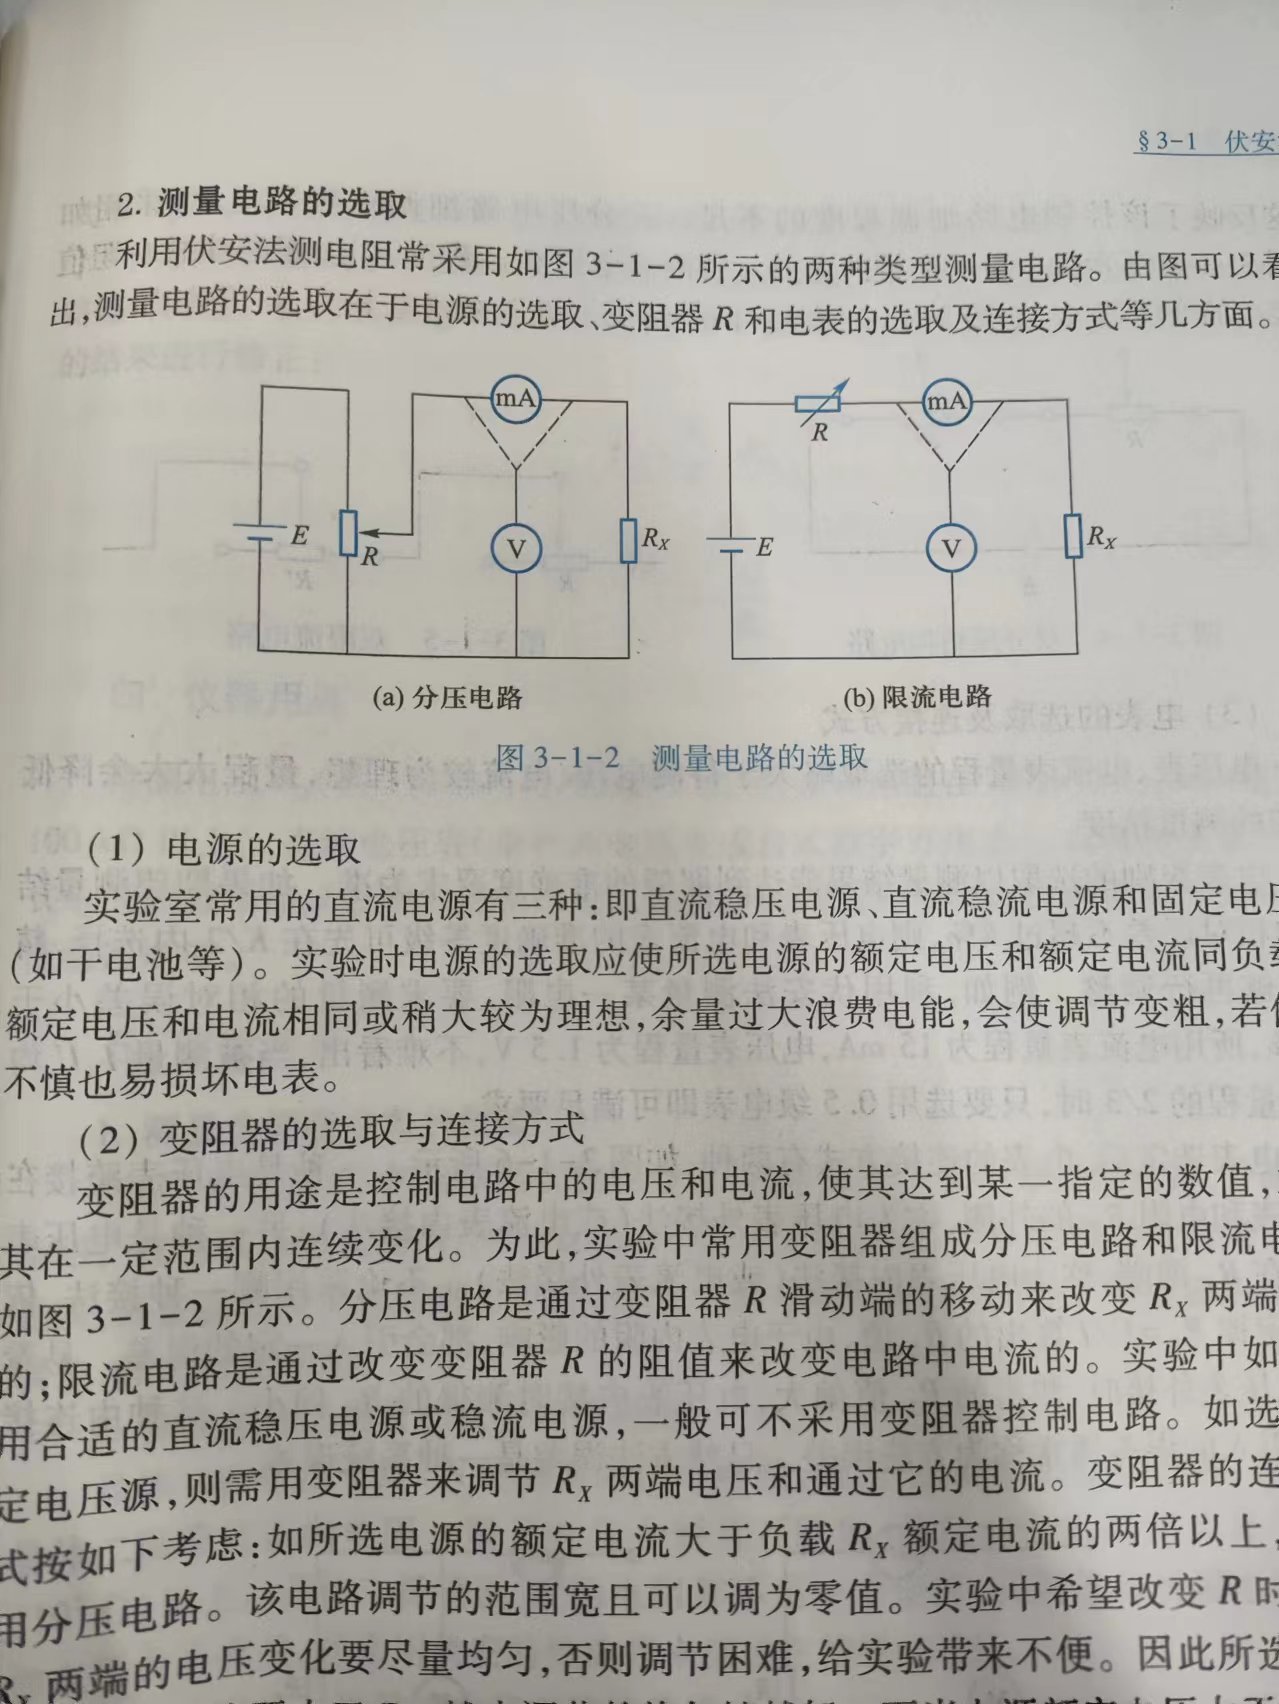 §3-1 伏安
2. 测量电路的选取
利用伏安法测电阻常采用如图 3-1-2 所示的两种类型测量电路。由图可以看
出,测量电路的选取在于电源的选取、变阻器 R 和电表的选取及连接方式等几方面。
mA
E
R
V
RX
R
mA
E
V
RX
(a) 分压电路
(b) 限流电路
图 3-1-2 测量电路的选取
(1) 电源的选取
实验室常用的直流电源有三种:即直流稳压电源、直流稳流电源和固定电压
(如干电池等)。实验时电源的选取应使所选电源的额定电压和额定电流同负载
额定电压和电流相同或稍大较为理想,余量过大浪费电能,会使调节变粗,若
不慎也易损坏电表。
(2) 变阻器的选取与连接方式
变阻器的用途是控制电路中的电压和电流,使其达到某一指定的数值,
其在一定范围内连续变化。为此,实验中常用变阻器组成分压电路和限流电
如图 3-1-2 所示。分压电路是通过变阻器 R 滑动端的移动来改变 RX 两端
的;限流电路是通过改变变阻器 R 的阻值来改变电路中电流的。实验中如
用合适的直流稳压电源或稳流电源,一般可不采用变阻器控制电路。如选
定电压源,则需用变阻器来调节 RX 两端电压和通过它的电流。变阻器的连
式按如下考虑:如所选电源的额定电流大于负载 RX 额定电流的两倍以上,
用分压电路。该电路调节的范围宽且可以调为零值。实验中希望改变 R 时
RX 两端的电压变化要尽量均匀,否则调节困难,给实验带来不便。因此所选